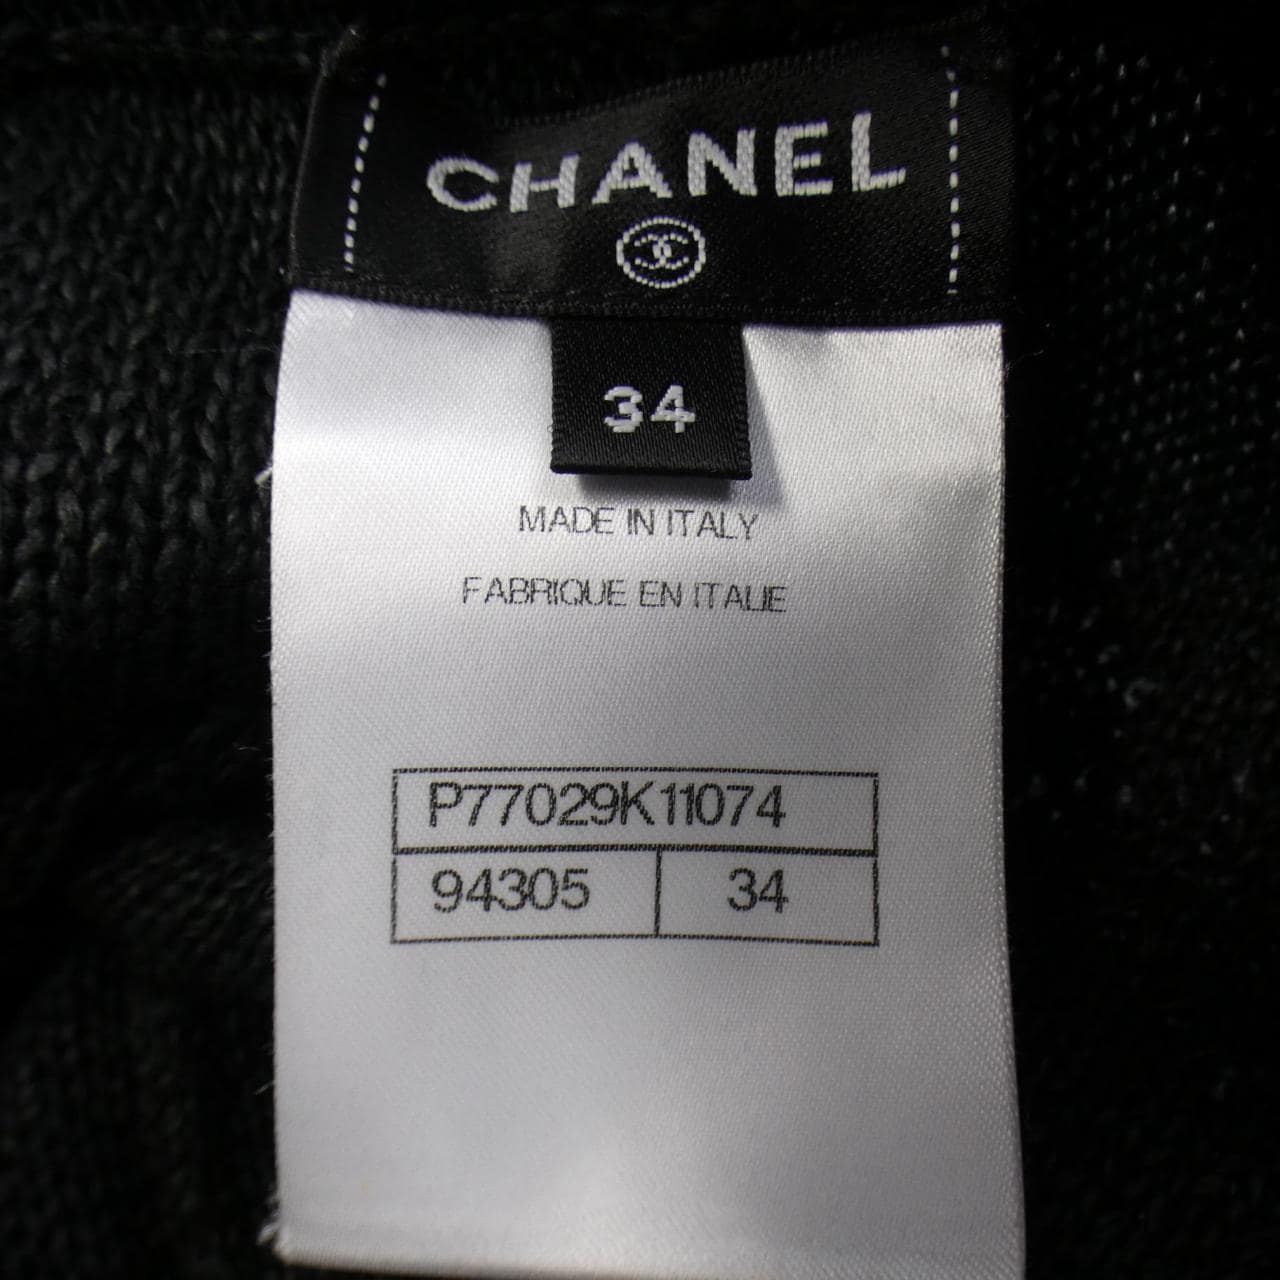 CHANEL
34
MADE IN ITALY
FABRIQUE EN ITALIE
P77029K11074
94305 34